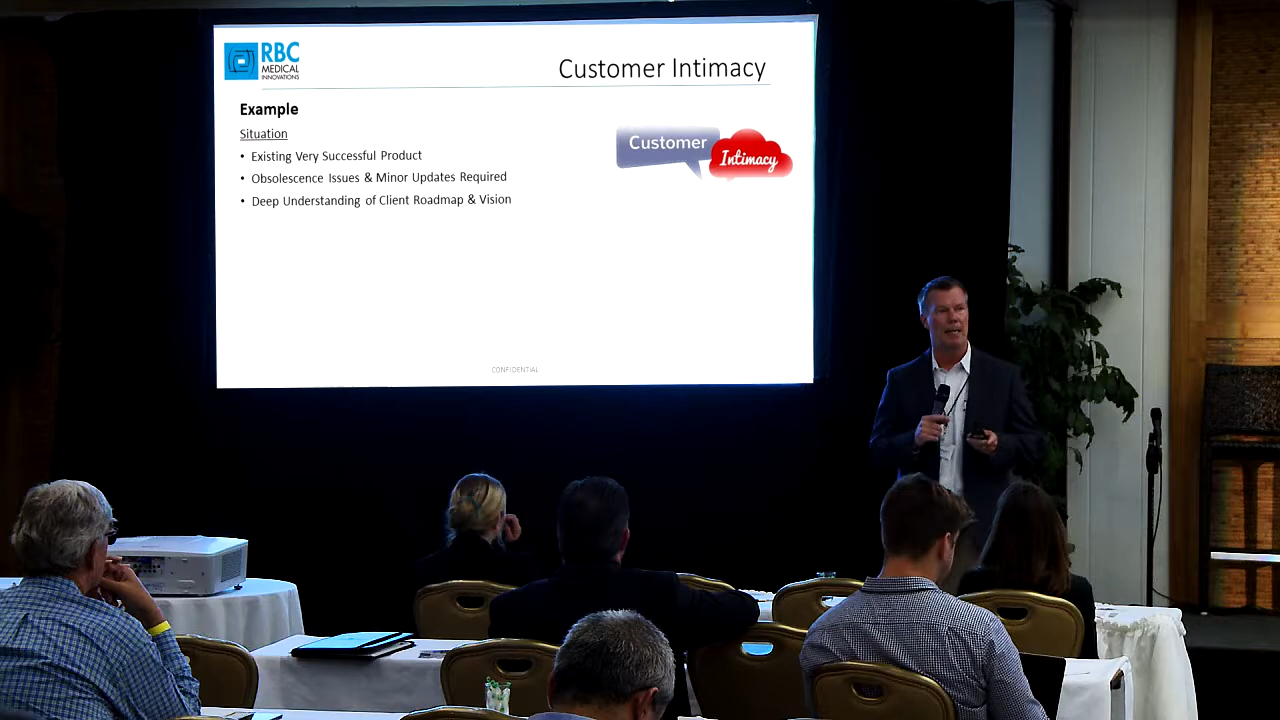 RBC
MEDICAL
INNOVATIONS
Customer Intimacy
Example
Situation
• Existing Very Successful Product
• Obsolescence Issues & Minor Updates Required
• Deep Understanding of Client Roadmap & Vision
Customer
Intimacy
CONFIDENTIAL